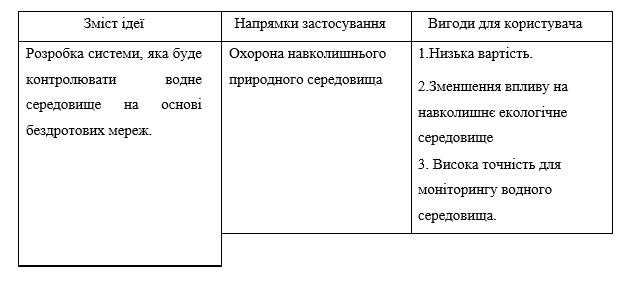 Зміст ідеї
Напрямки застосування
Вигоди для користувача
Розробка системи, яка буде
контролювати водне
середовище на основі
бездротових мереж.
Охорона навколишнього
природного середовища
1.Низька вартість.
2.Зменшення впливу на
навколишнє екологічне
середовище
3. Висока точність для
моніторингу водного
середовища.